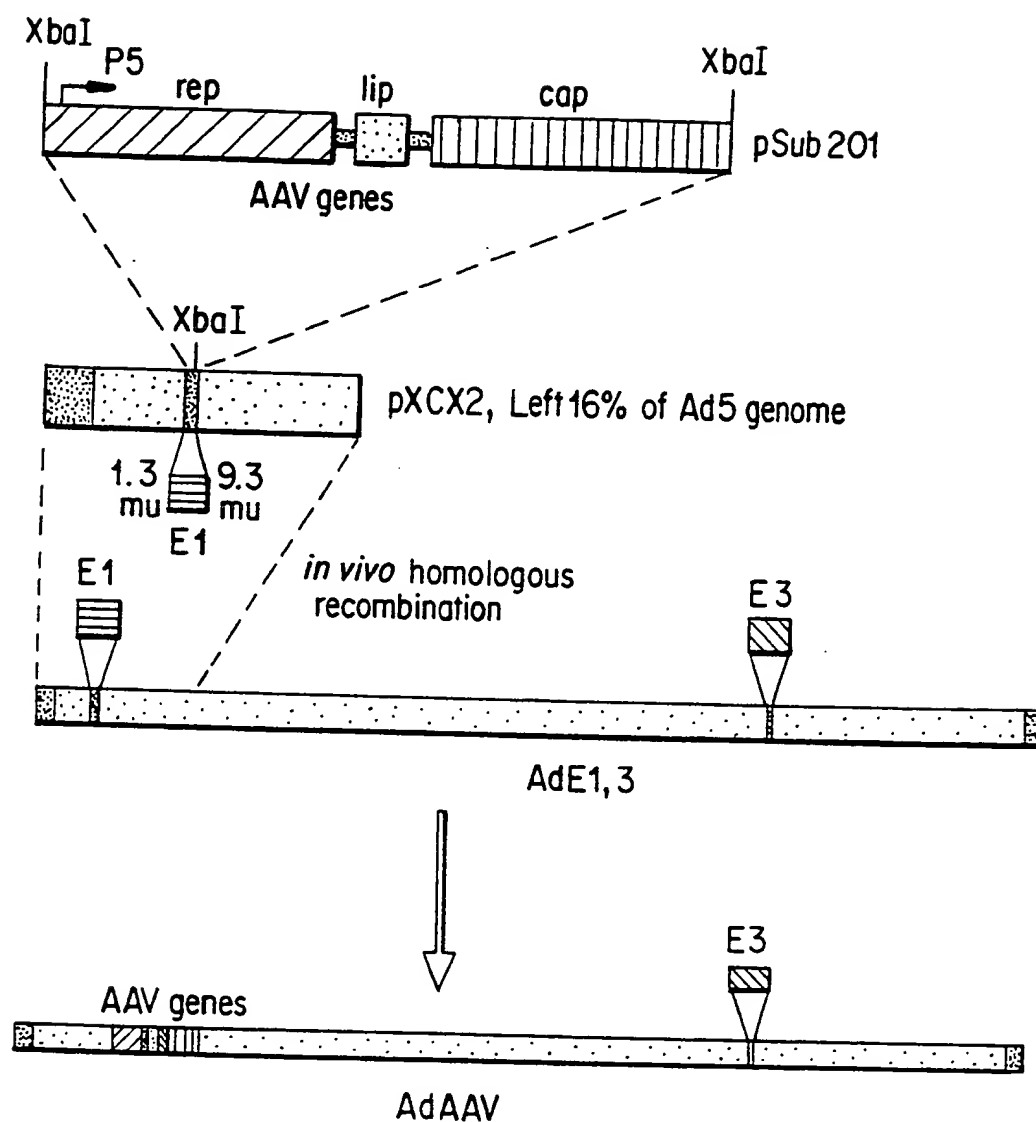 XbaI
P5
rep
lip
cap
XbaI
pSub 201
AAV genes
XbaI
pXCX2, Left 16% of Ad5 genome
1.3 mu
9.3 mu
E1
E1
in vivo homologous
recombination
E3
AdE1,3
E3
AAV genes
AdAAV